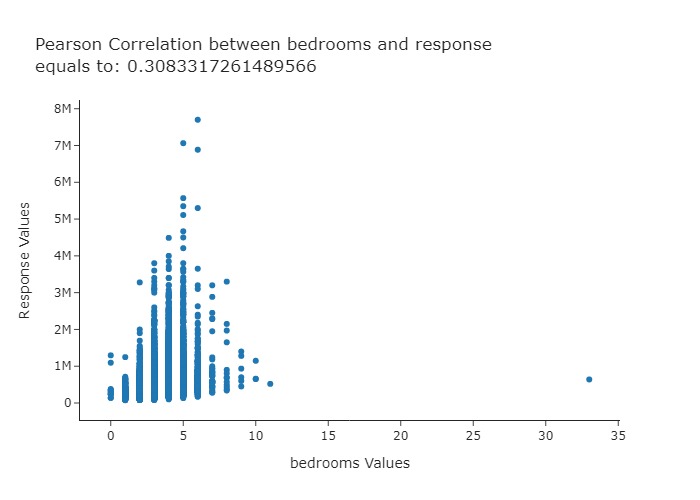 Pearson Correlation between bedrooms and response
equals to: 0.3083317261489566
8M
7M
6M
5M
4M
3M
2M
1M
0
Response Values
0
5
10
15
20
25
30
35
bedrooms Values